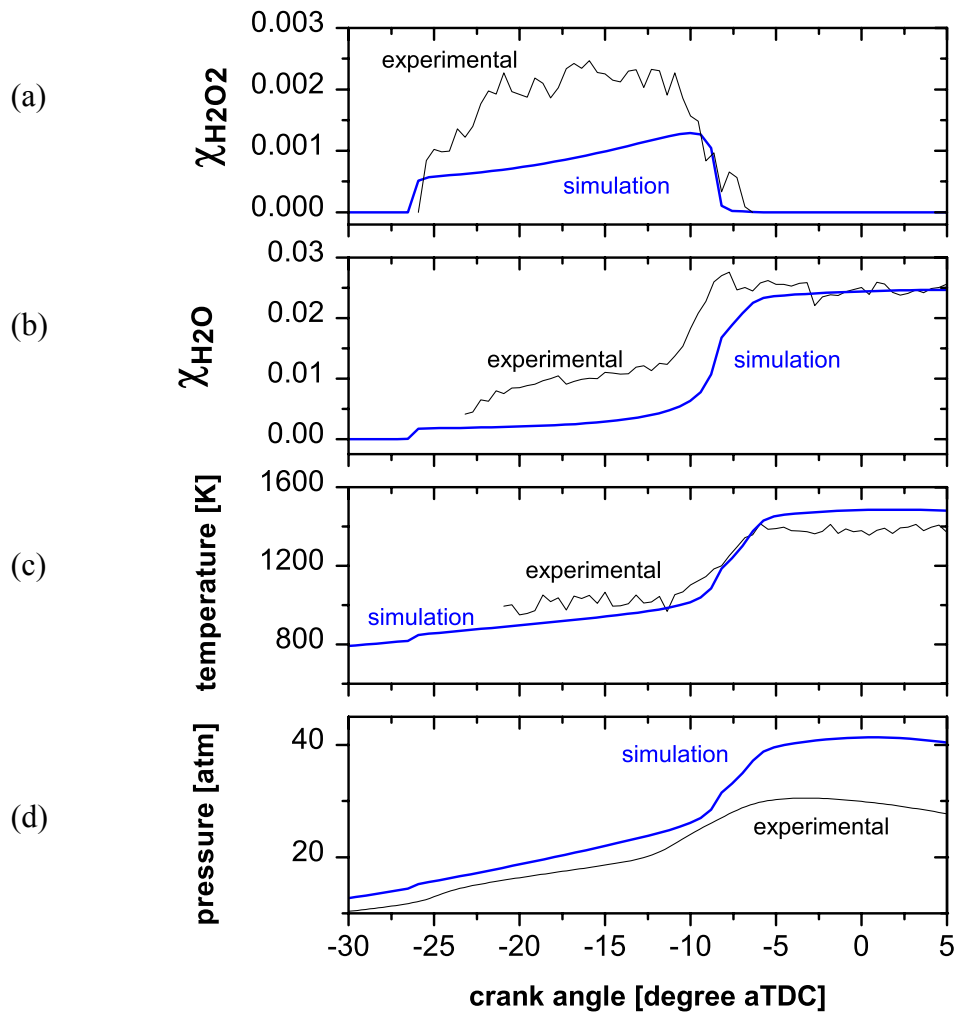 (a)
χH2O2
0.003
0.002
0.001
0.000
experimental
simulation
(b)
χH2O
0.03
0.02
0.01
0.00
experimental
simulation
(c)
temperature [K]
1600
1200
800
experimental
simulation
(d)
pressure [atm]
40
20
simulation
experimental
-30 -25 -20 -15 -10 -5 0 5
crank angle [degree aTDC]